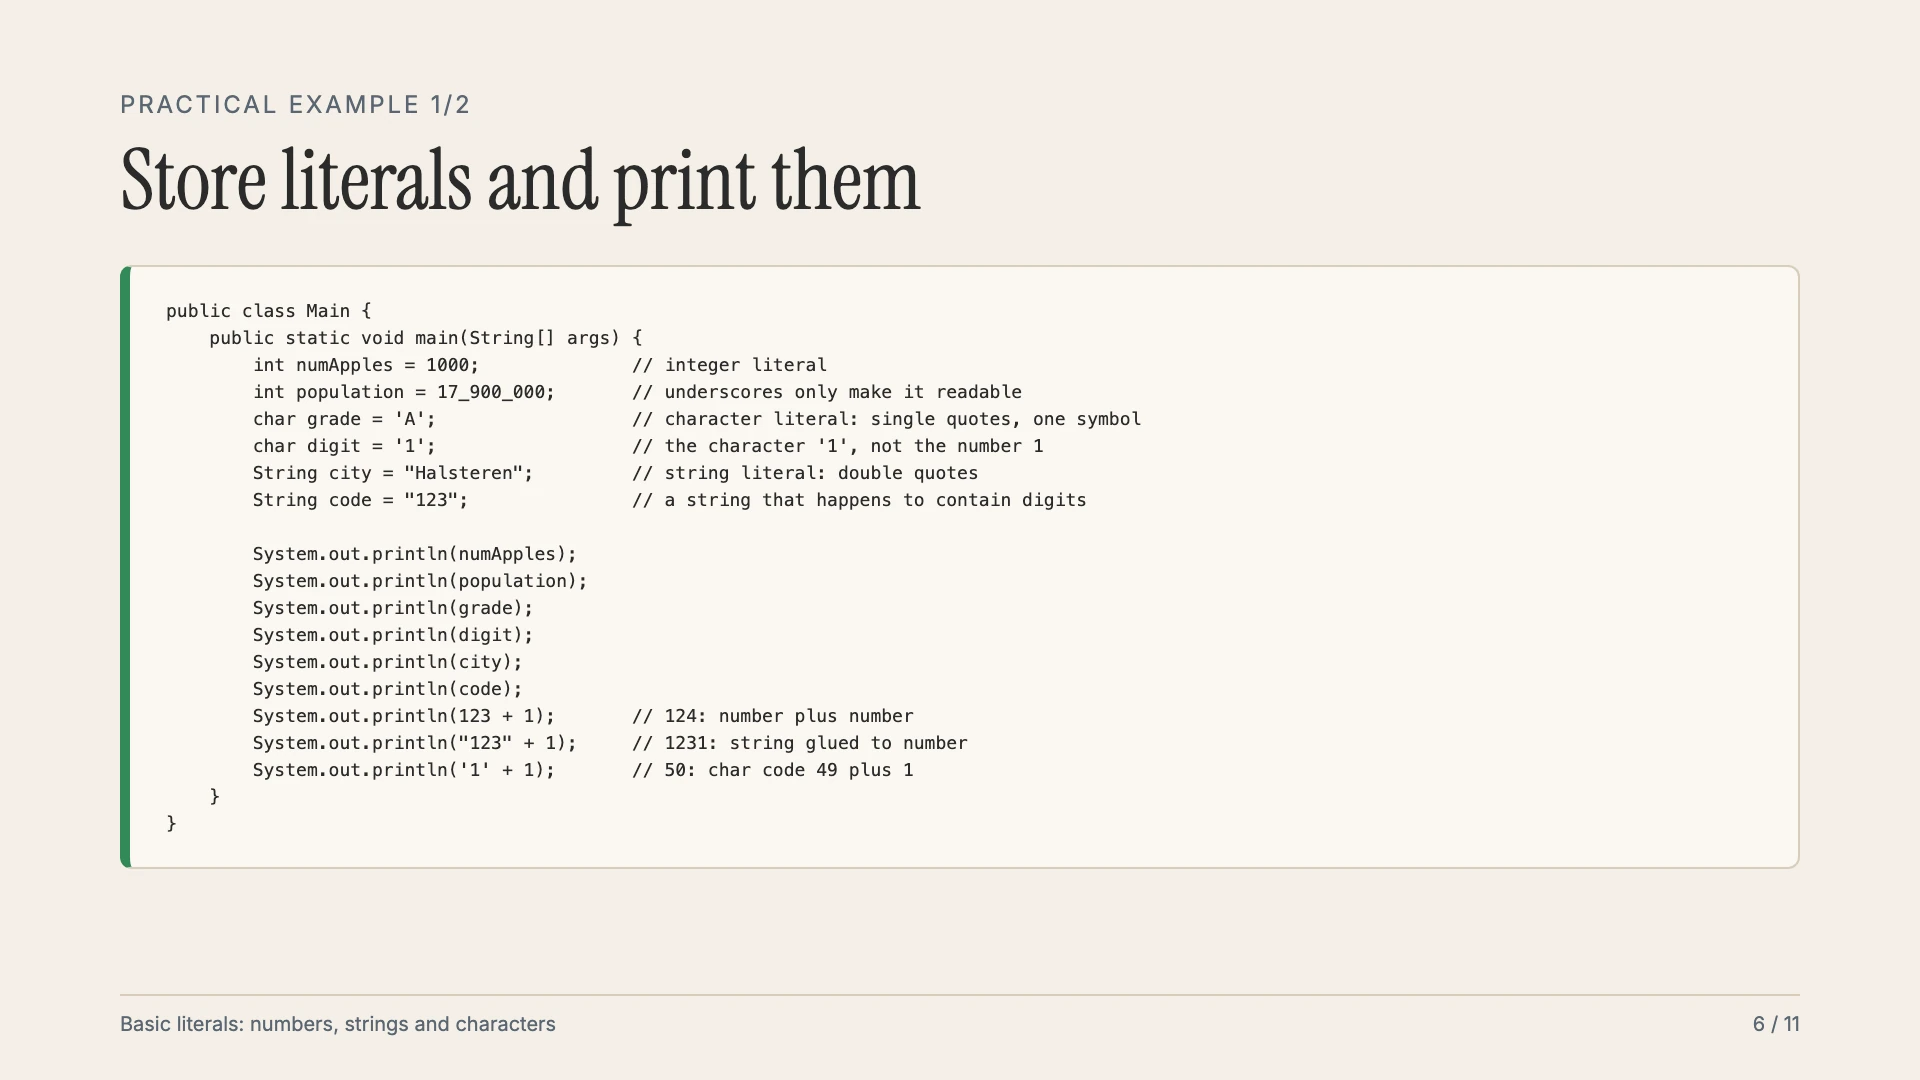 PRACTICAL EXAMPLE 1/2
Store literals and print them
public class Main {
    public static void main(String[] args) {
        int numApples = 1000;              // integer literal
        int population = 17_900_000;       // underscores only make it readable
        char grade = 'A';                  // character literal: single quotes, one symbol
        char digit = '1';                  // the character '1', not the number 1
        String city = "Halsteren";         // string literal: double quotes
        String code = "123";               // a string that happens to contain digits

        System.out.println(numApples);
        System.out.println(population);
        System.out.println(grade);
        System.out.println(digit);
        System.out.println(city);
        System.out.println(code);
        System.out.println(123 + 1);       // 124: number plus number
        System.out.println("123" + 1);     // 1231: string glued to number
        System.out.println('1' + 1);       // 50: char code 49 plus 1
    }
}
Basic literals: numbers, strings and characters
6 / 11